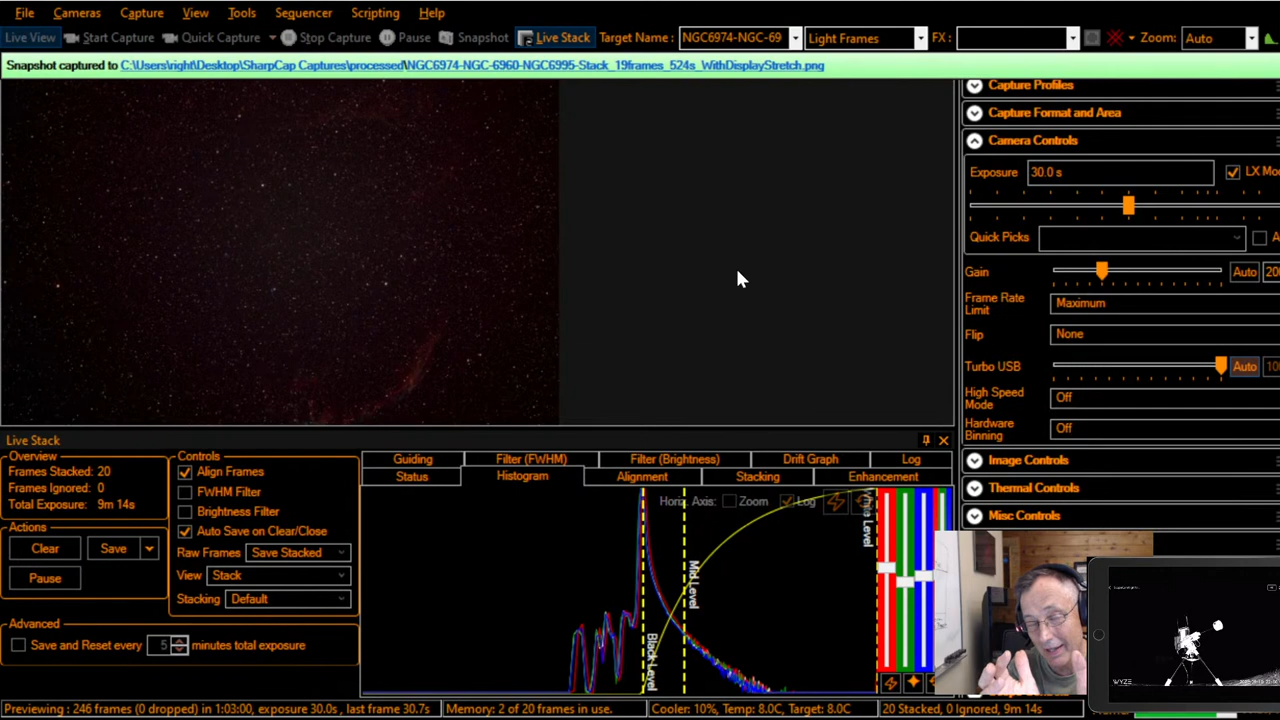 File Cameras Capture View Tools Sequencer Scripting Help
Live View Start Capture Quick Capture Stop Capture Pause Snapshot Live Stack Target Name : NGC6974-NGC-69 Light Frames FX : Zoom: Auto
Snapshot captured to C:\Users\right\Desktop\SharpCap Captures\processed\NGC6974-NGC-6960-NGC6995-Stack_19frames_524s_WithDisplayStretch.png
Capture Profiles
Capture Format and Area
Camera Controls
Exposure 30.0 s LX Mo
Quick Picks A
Gain Auto 20
Frame Rate Limit Maximum
Flip None
Turbo USB Auto 10
High Speed Mode Off
Hardware Binning Off
Image Controls
Thermal Controls
Misc Controls
Live Stack
Overview
Frames Stacked: 20
Frames Ignored: 0
Total Exposure: 9m 14s
Actions
Clear Save
Pause
Controls
Align Frames
FWHM Filter
Brightness Filter
Auto Save on Clear/Close
Raw Frames Save Stacked
View Stack
Stacking Default
Advanced
Save and Reset every 5 minutes total exposure
Guiding Filter (FWHM) Filter (Brightness) Drift Graph Log
Status Histogram Alignment Stacking Enhancement
Horiz. Axis: Zoom Log
Black Level
Mid Level
White Level
WYZE
Previewing : 246 frames (0 dropped) in 1:03:00, exposure 30.0s , last frame 30.7s Memory: 2 of 20 frames in use. Cooler: 10%, Temp: 8.0C, Target: 8.0C 20 Stacked, 0 Ignored, 9m 14s